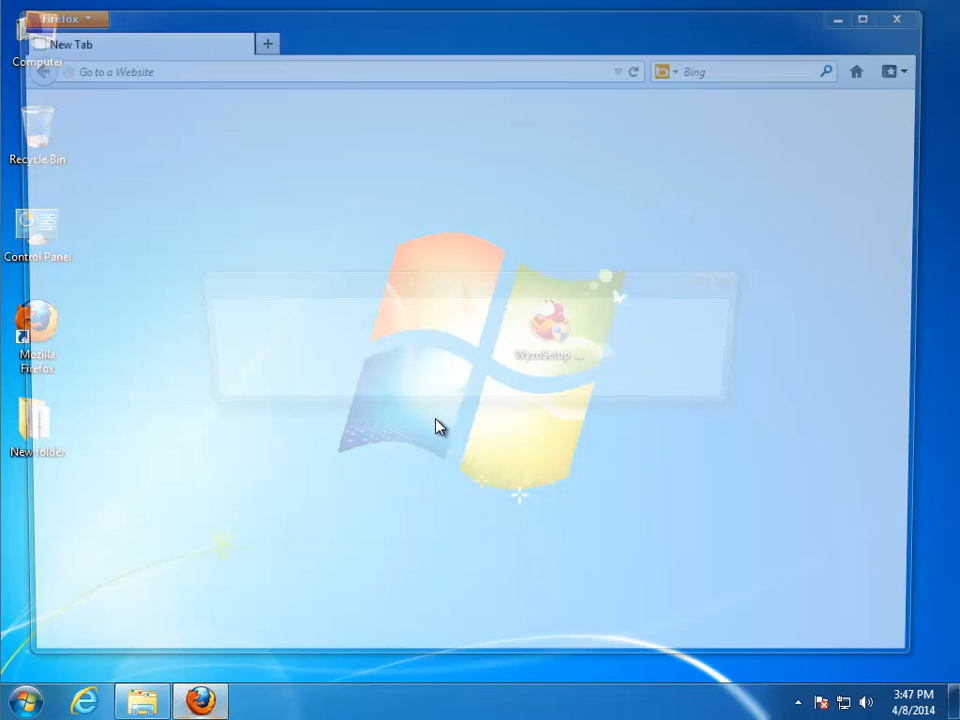 Firefox
Computer
New Tab
Go to a Website
Bing
Recycle Bin
Control Panel
Mozilla
Firefox
WyzoSetup-...
New folder
3:47 PM
4/8/2014